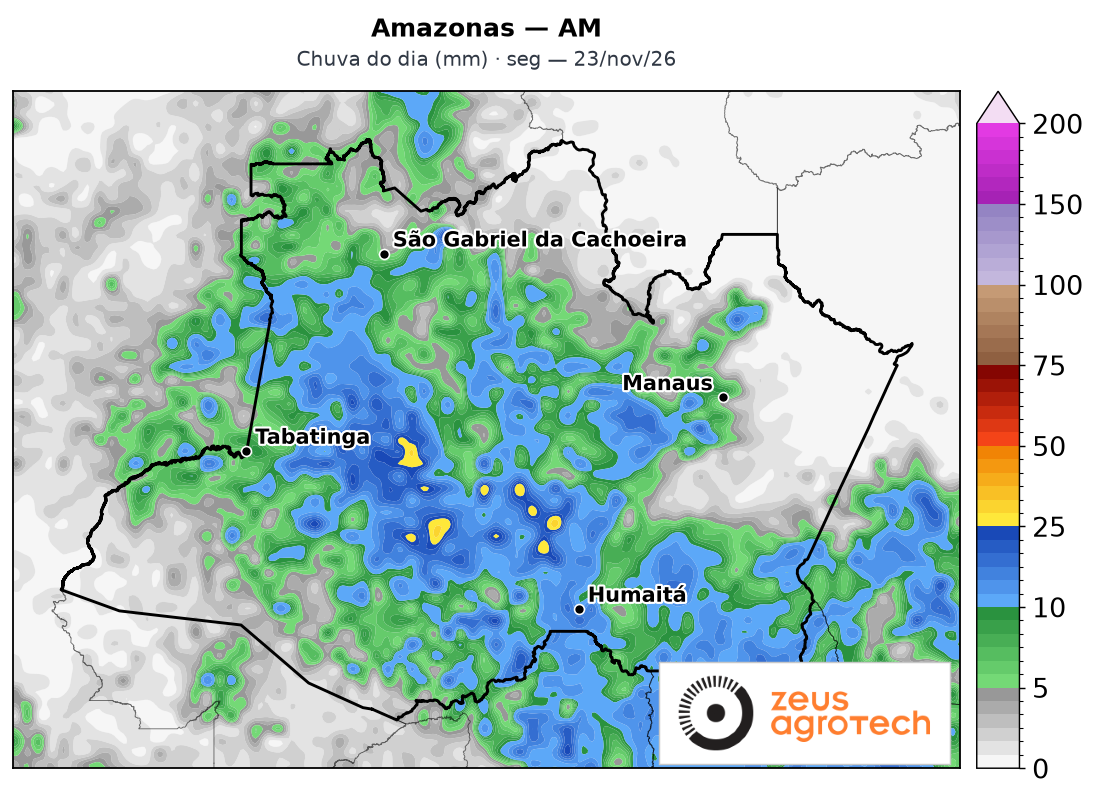 Amazonas — AM
Chuva do dia (mm) · seg — 23/nov/26
São Gabriel da Cachoeira
Manaus
Tabatinga
Humaitá
200
150
100
75
50
25
10
5
0
zeus
agrotech